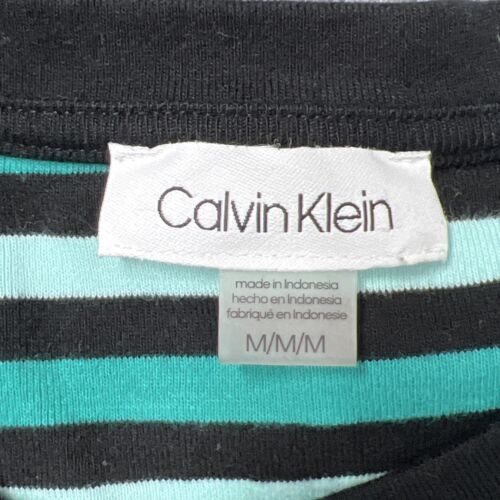 Calvin Klein
made in Indonesia
hecho en Indonesia
fabriqué en Indonesie
M/M/M